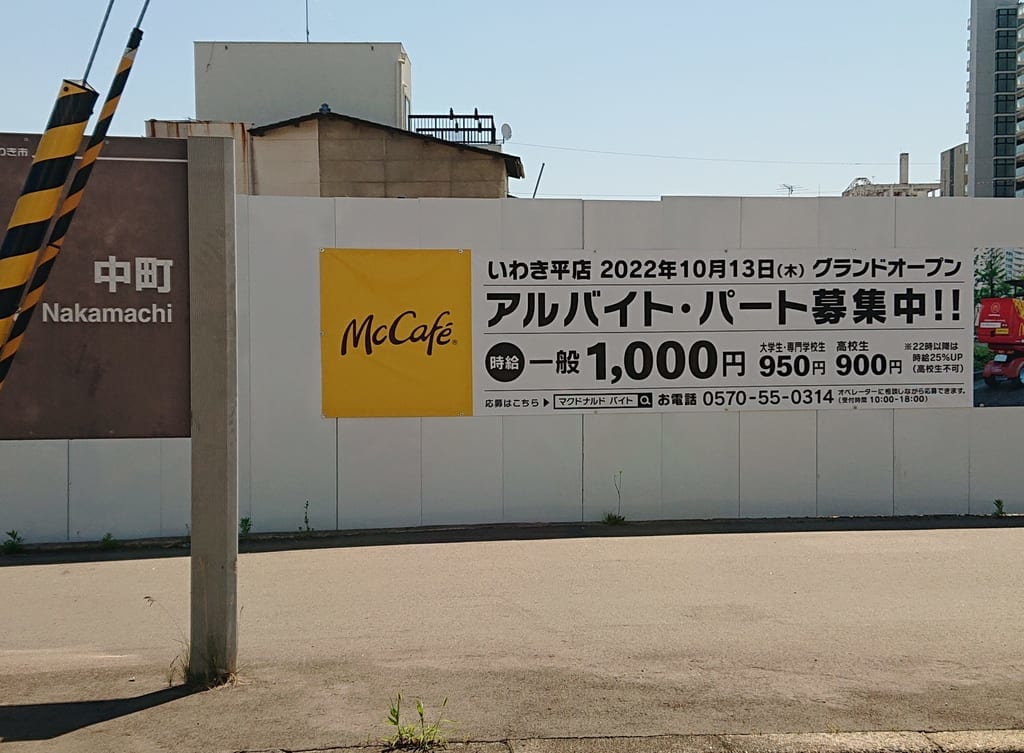 わき市
中町
Nakamachi
McCafé
いわき平店 2022年10月13日(木) グランドオープン
アルバイト・パート募集中!!
時給 一般 1,000円 大学生・専門学校生 950円 高校生 900円
※22時以降は
時給25%UP
(高校生不可)
応募はこちら▶ マクドナルド バイト お電話 0570-55-0314 オペレーターに相談しながら応募できます。
(受付時間 10:00-18:00)